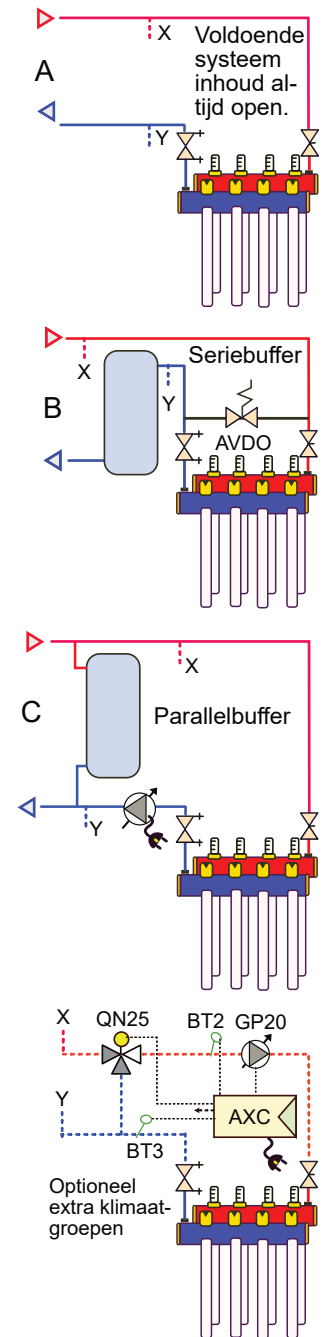 X
Voldoende
systeem
inhoud al-
tijd open.
A
Y
X
Seriebuffer
Y
B
AVDO
X
C
Parallelbuffer
Y
X
QN25
BT2 GP20
Y
AXC
BT3
Optioneel
extra klimaat-
groepen